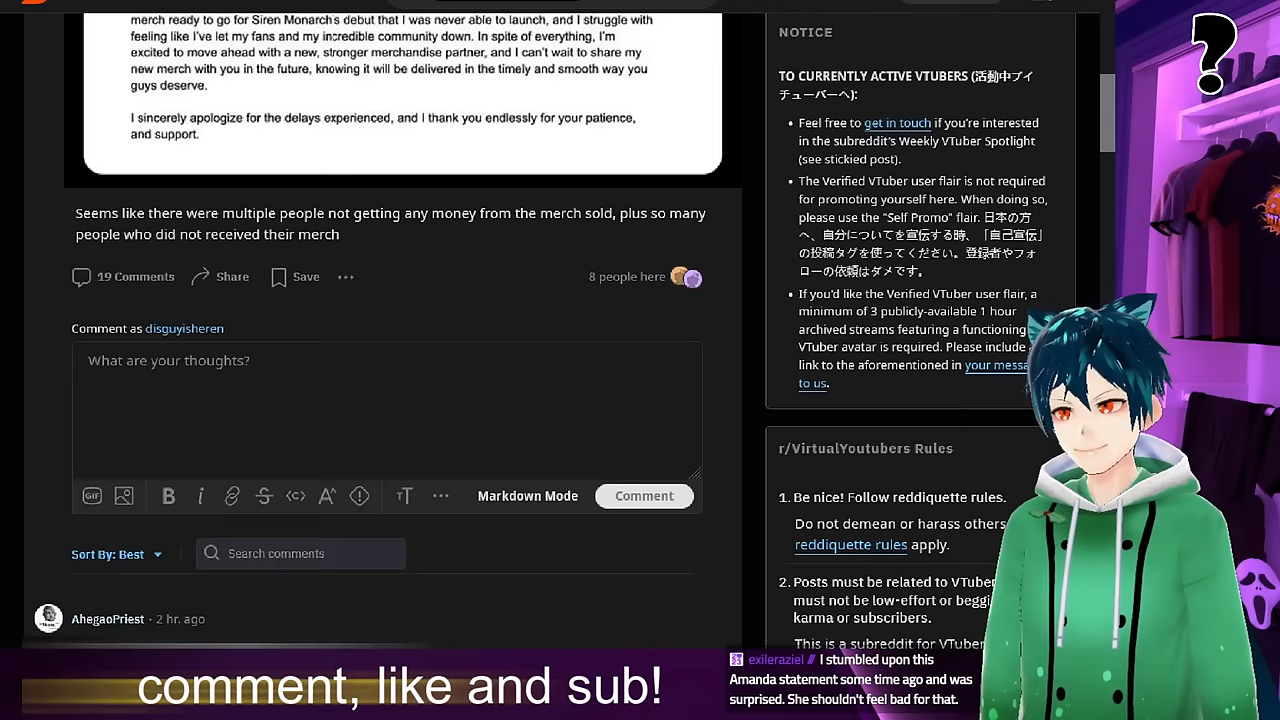 merch ready to go for Siren Monarch's debut that I was never able to launch, and I struggle with
feeling like I've let my fans and my incredible community down. In spite of everything, I'm
excited to move ahead with a new, stronger merchandise partner, and I can't wait to share my
new merch with you in the future, knowing it will be delivered in the timely and smooth way you
guys deserve.
I sincerely apologize for the delays experienced, and I thank you endlessly for your patience,
and support.
Seems like there were multiple people not getting any money from the merch sold, plus so many
people who did not received their merch
19 Comments
Share
Save
8 people here
Comment as disguyisheren
What are your thoughts?
GIF
B
i
Markdown Mode
Comment
Sort By: Best
Search comments
AhegaoPriest · 2 hr. ago
NOTICE
TO CURRENTLY ACTIVE VTUBERS (活動中ブイ
チューバーへ):
Feel free to get in touch if you're interested
in the subreddit's Weekly VTuber Spotlight
(see stickied post).
The Verified VTuber user flair is not required
for promoting yourself here. When doing so,
please use the "Self Promo" flair. 日本の方
へ、自分についてを宣伝する時、「自己宣伝」
の投稿タグを使ってください。登録者やフォ
ローの依頼はダメです。
If you'd like the Verified VTuber user flair, a
minimum of 3 publicly-available 1 hour
archived streams featuring a functioning
VTuber avatar is required. Please include
link to the aforementioned in your messa
to us.
r/VirtualYoutubers Rules
1. Be nice! Follow reddiquette rules.
Do not demean or harass others
reddiquette rules apply.
2. Posts must be related to VTuber
must not be low-effort or beggi
karma or subscribers.
This is a subreddit for VTuber
exileraziel // I stumbled upon this
Amanda statement some time ago and was
surprised. She shouldn't feel bad for that.
comment, like and sub!
?